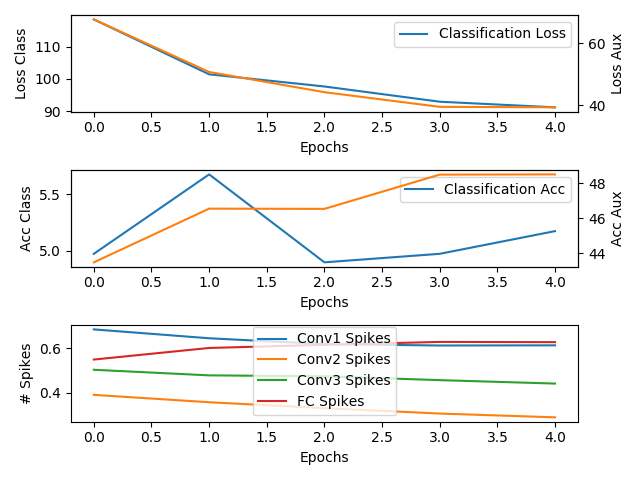 Classification Loss
Loss Class
Loss Aux
110
100
90
60
40
0.0 0.5 1.0 1.5 2.0 2.5 3.0 3.5 4.0
Epochs
Classification Acc
Acc Class
Acc Aux
5.5
5.0
48
46
44
0.0 0.5 1.0 1.5 2.0 2.5 3.0 3.5 4.0
Epochs
Conv1 Spikes
Conv2 Spikes
Conv3 Spikes
FC Spikes
# Spikes
0.6
0.4
0.0 0.5 1.0 1.5 2.0 2.5 3.0 3.5 4.0
Epochs